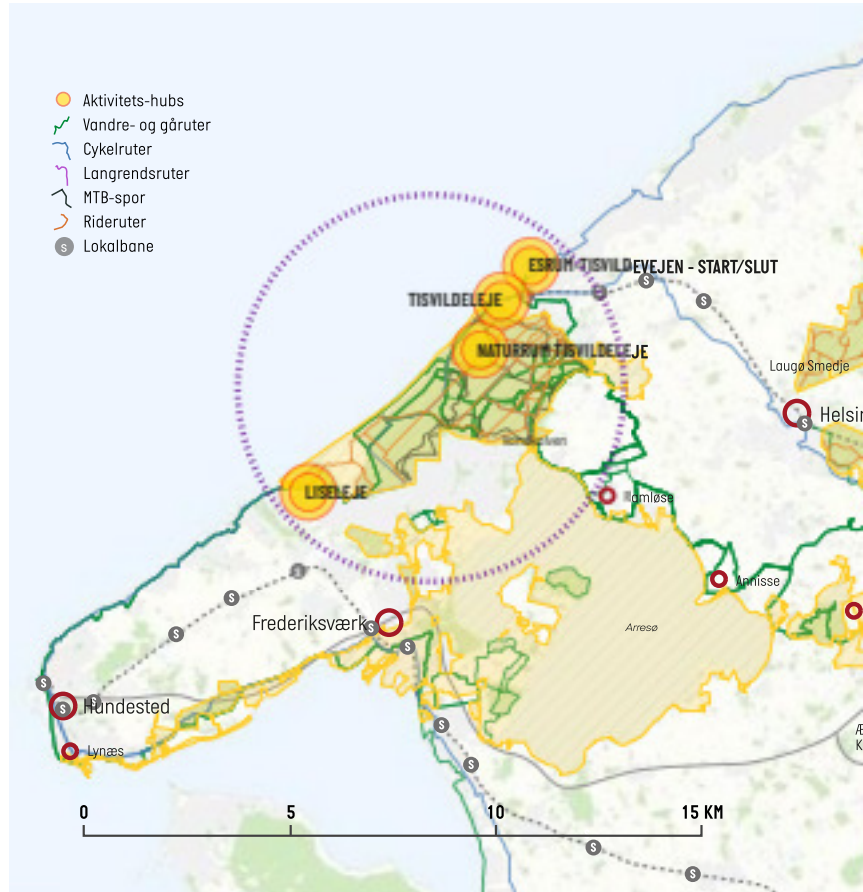 Aktivitets-hubs
Vandre- og gåruter
Cykelruter
Langrendsruter
MTB-spor
Rideruter
S Lokalbane
ESRUM-TISVILDEVEJEN - START/SLUT
TISVILDELEJE
NATURRUM TISVILDELEJE
Laugø Smedje
Helsin
LISELEJE
Ramløse
Annisse
Frederiksværk
Arresø
Hundested
Lynæs
Æ
K
0 5 10 15 KM